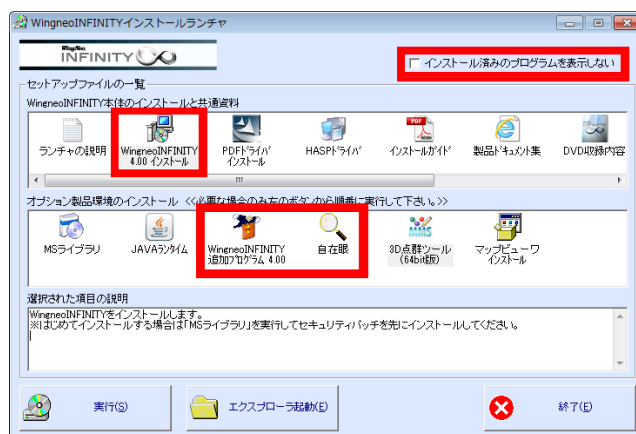 WingneoINFINITYインストールランチャ
WingNeo
INFINITY
インストール済みのプログラムを表示しない
セットアップファイルの一覧
WingneoINFINITY本体のインストールと共通資料
ランチャの説明
WingneoINFINITY
4.00 インストール
PDFドライバ
インストール
HASPドライバ
インストールガイド
製品ドキュメント集
DVD収録内容
オプション製品環境のインストール <<必要な場合のみ左のボタンから順番に実行して下さい。>>
MSライブラリ
JAVAランタイム
WingneoINFINITY
追加プログラム 4.00
自在眼
MMS
3D点群ツール
(64bit版)
マップビューワ
インストール
選択された項目の説明
WingneoINFINITYをインストールします。
※はじめてインストールする場合は「MSライブラリ」を実行してセキュリティパッチを先にインストールしてください。
実行(S)
エクスプローラ起動(E)
終了(E)